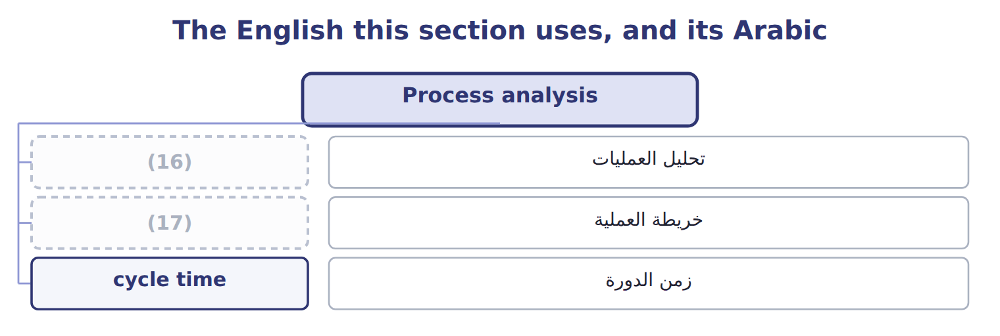 The English this section uses, and its Arabic
Process analysis
(16)
تحليل العمليات
(17)
خريطة العملية
cycle time
زمن الدورة